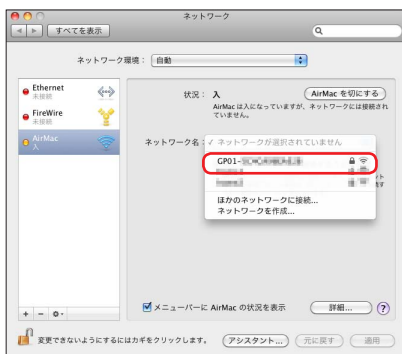 ネットワーク
すべてを表示
ネットワーク環境：
自動
Ethernet
未接続
FireWire
未接続
AirMac
入
状況：
入
AirMac を切にする
AirMac は入になっていますが、ネットワークには接続され
ていません。
ネットワーク名：
✓ ネットワークが選択されていません
GP01-
ほかのネットワークに接続...
ネットワークを作成...
メニューバーに AirMac の状況を表示
詳細...
?
変更できないようにするにはカギをクリックします。
アシスタント...
元に戻す
適用